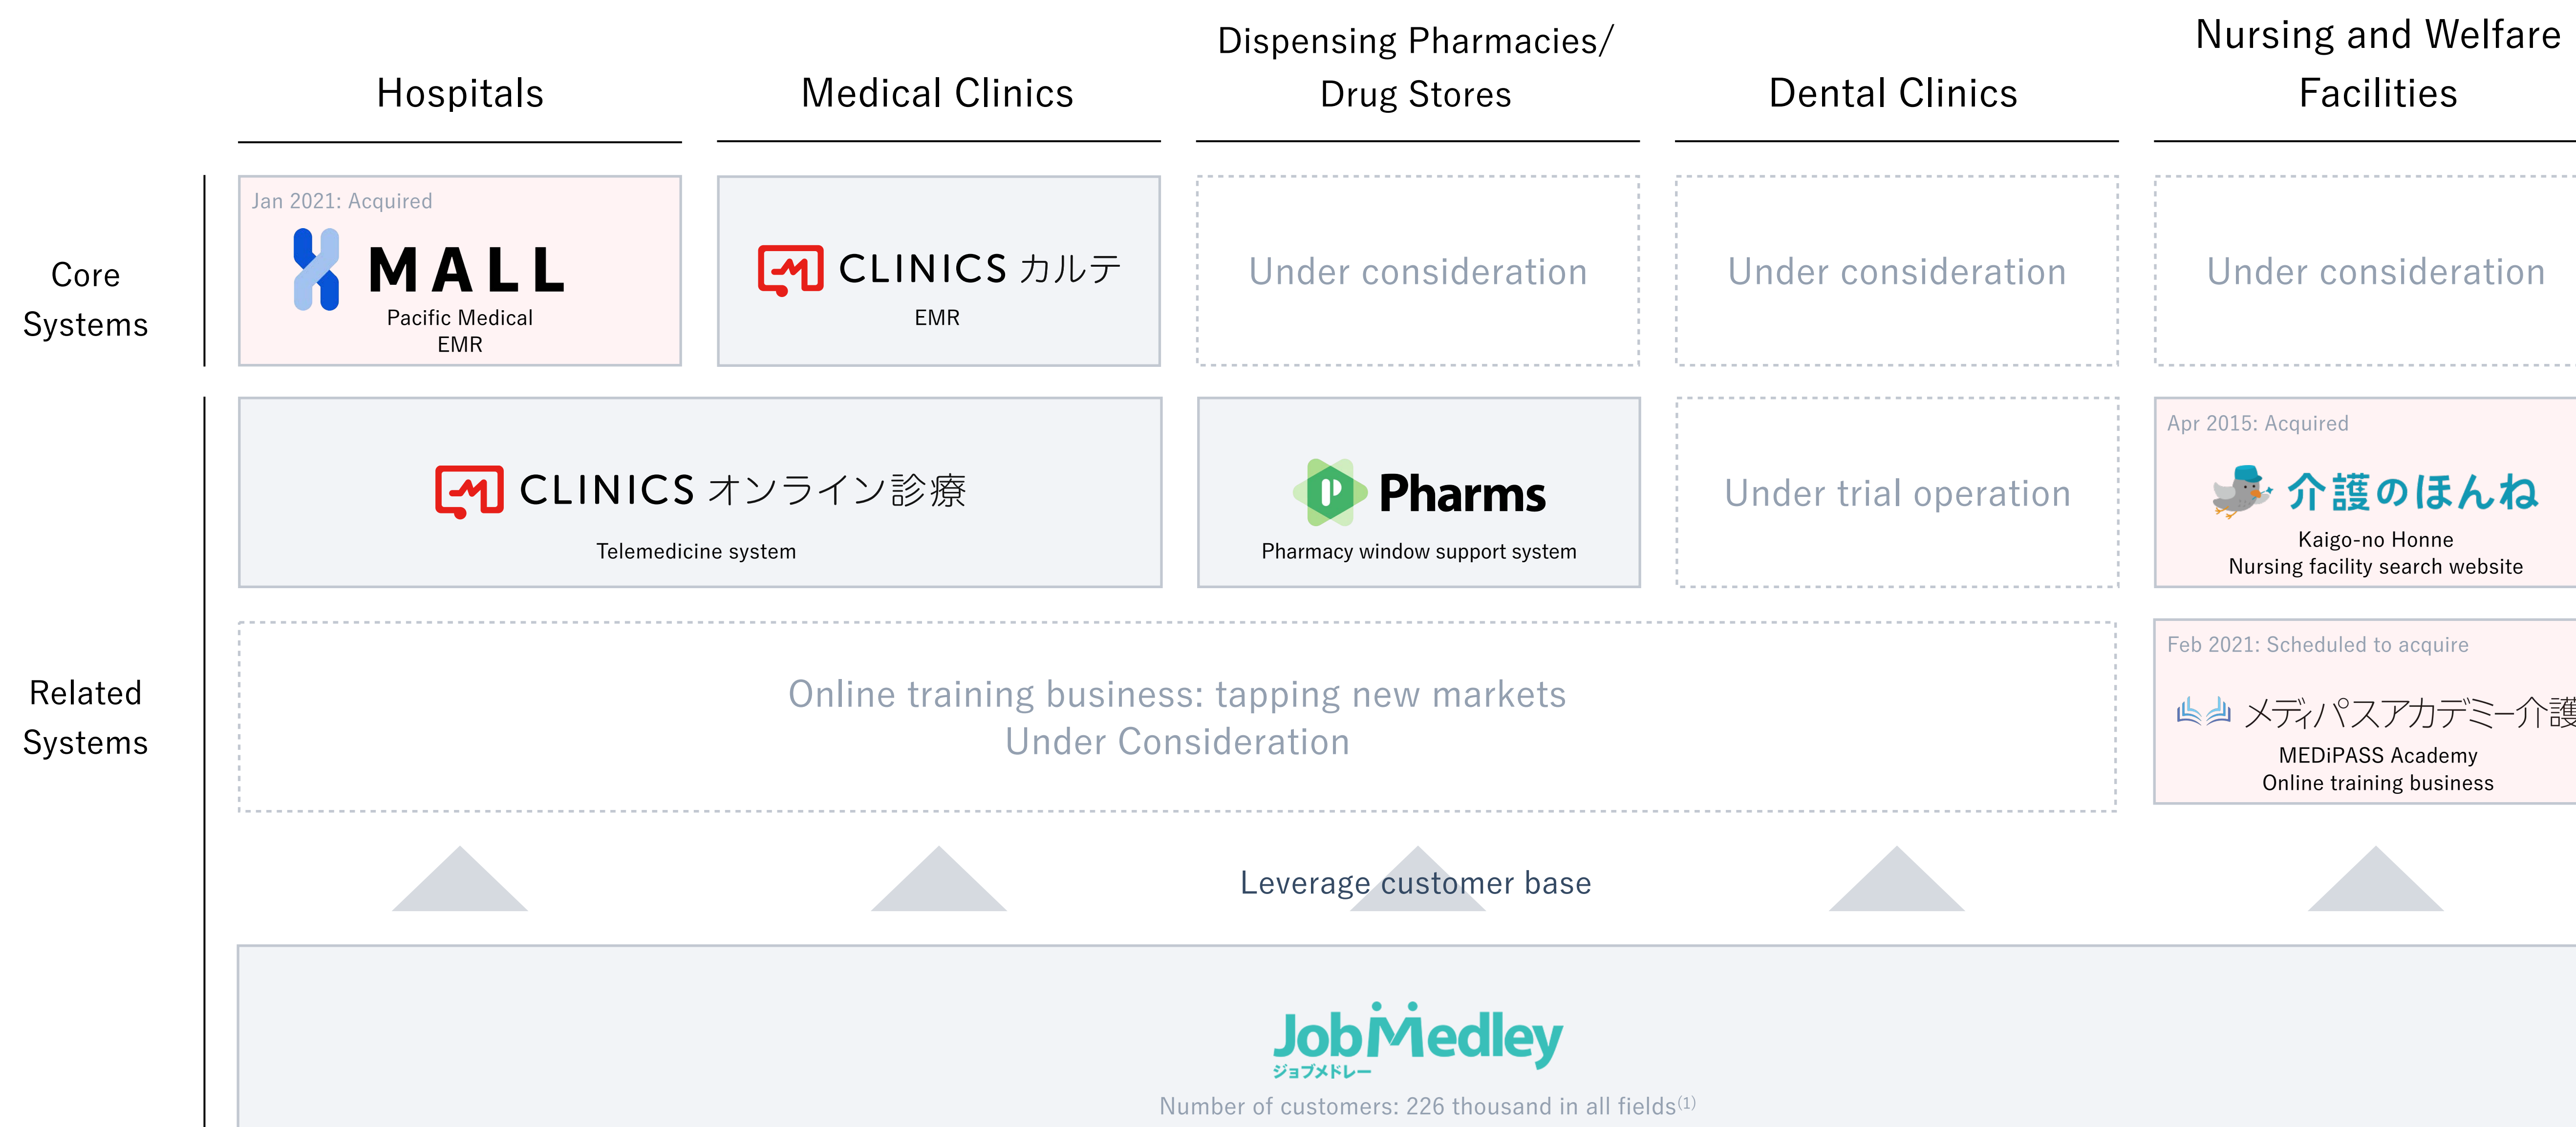 Hospitals
Medical Clinics
Dispensing Pharmacies/
Drug Stores
Dental Clinics
Nursing and Welfare
Facilities
Core
Systems
Jan 2021: Acquired
MALL
Pacific Medical
EMR
CLINICS カルテ
EMR
Under consideration
Under consideration
Under consideration
Related
Systems
CLINICS オンライン診療
Telemedicine system
Pharms
Pharmacy window support system
Under trial operation
Apr 2015: Acquired
介護のほんね
Kaigo-no Honne
Nursing facility search website
Online training business: tapping new markets
Under Consideration
Feb 2021: Scheduled to acquire
メディパスアカデミー介護
MEDiPASS Academy
Online training business
Leverage customer base
JobMedley
ジョブメドレー
Number of customers: 226 thousand in all fields(1)